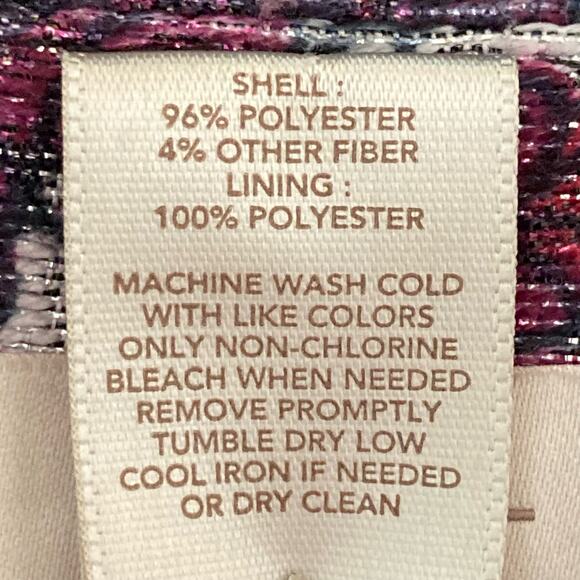 SHELL :
96% POLYESTER
4% OTHER FIBER
LINING :
100% POLYESTER
MACHINE WASH COLD
WITH LIKE COLORS
ONLY NON-CHLORINE
BLEACH WHEN NEEDED
REMOVE PROMPTLY
TUMBLE DRY LOW
COOL IRON IF NEEDED
OR DRY CLEAN